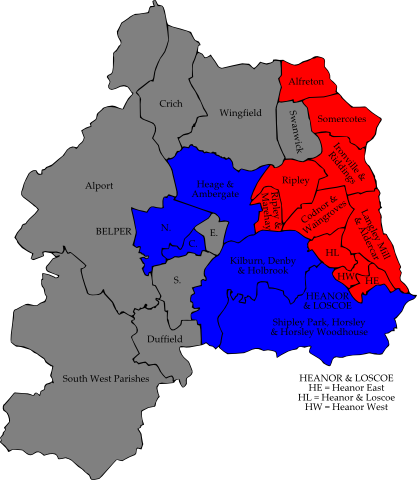 Alfreton
Crich
Wingfield
Swanwick
Somercotes
Ironville &
Riddings
Alport
Heage &
Ambergate
Ripley
Ripley &
Marehay
Codnor &
Waingroves
Langley Mill
& Aldercar
BELPER
N.
C.
E.
S.
Kilburn, Denby
& Holbrook
HL
HW
HE
HEANOR
& LOSCOE
Shipley Park, Horsley
& Horsley Woodhouse
Duffield
South West Parishes
HEANOR & LOSCOE
HE = Heanor East
HL = Heanor & Loscoe
HW = Heanor West